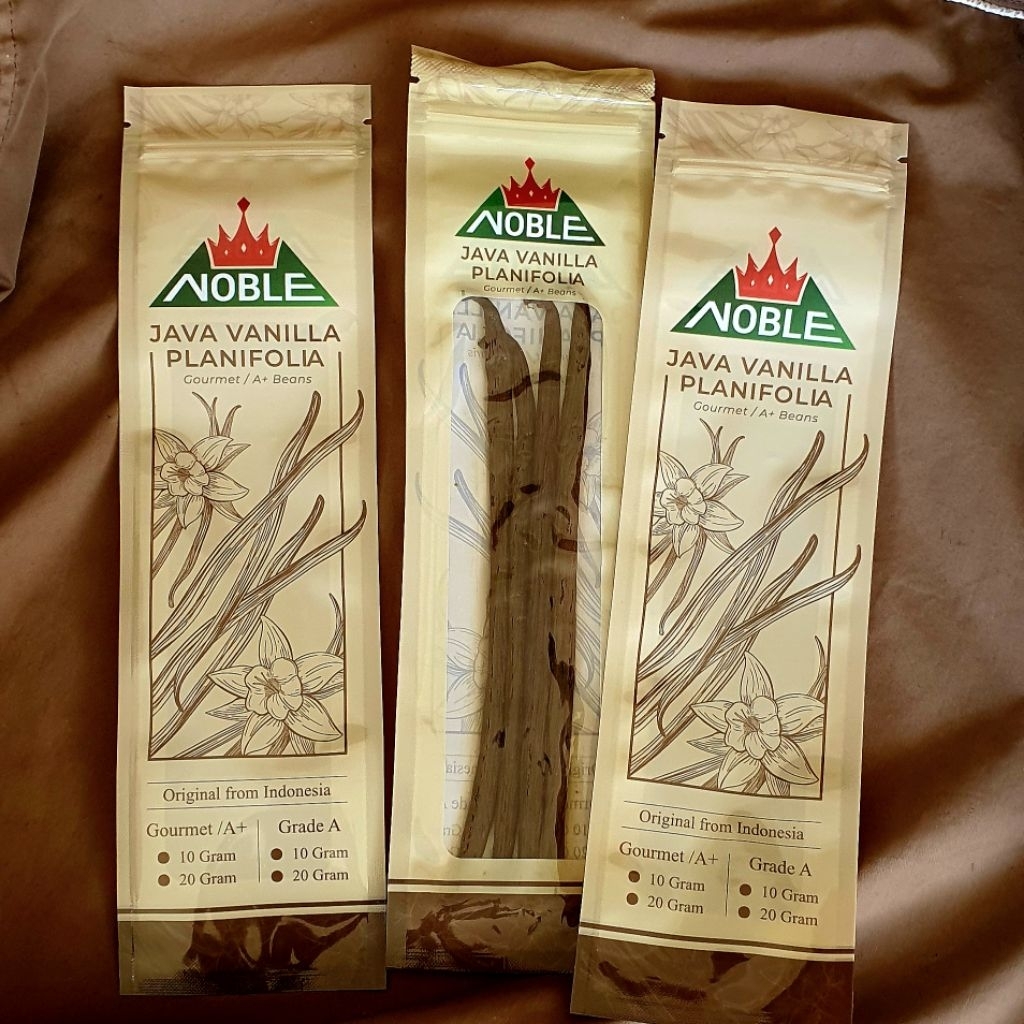 NOBLE
JAVA VANILLA
PLANIFOLIA
Gourmet / A+ Beans
Original from Indonesia
Gourmet /A+
10 Gram
20 Gram
Grade A
10 Gram
20 Gram
NOBLE
JAVA VANILLA
PLANIFOLIA
Gourmet / A+ Beans
NOBLE
JAVA VANILLA
PLANIFOLIA
Gourmet / A+ Beans
Original from Indonesia
Gourmet /A+
10 Gram
20 Gram
Grade A
10 Gram
20 Gram